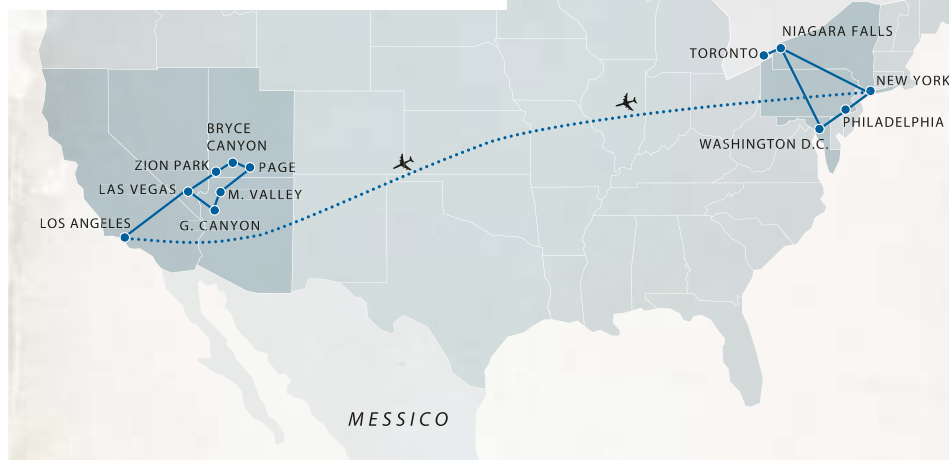 NIAGARA FALLS
TORONTO
NEW YORK
PHILADELPHIA
WASHINGTON D.C.
BRYCE
CANYON
ZION PARK
PAGE
LAS VEGAS
M. VALLEY
LOS ANGELES
G. CANYON
MESSICO